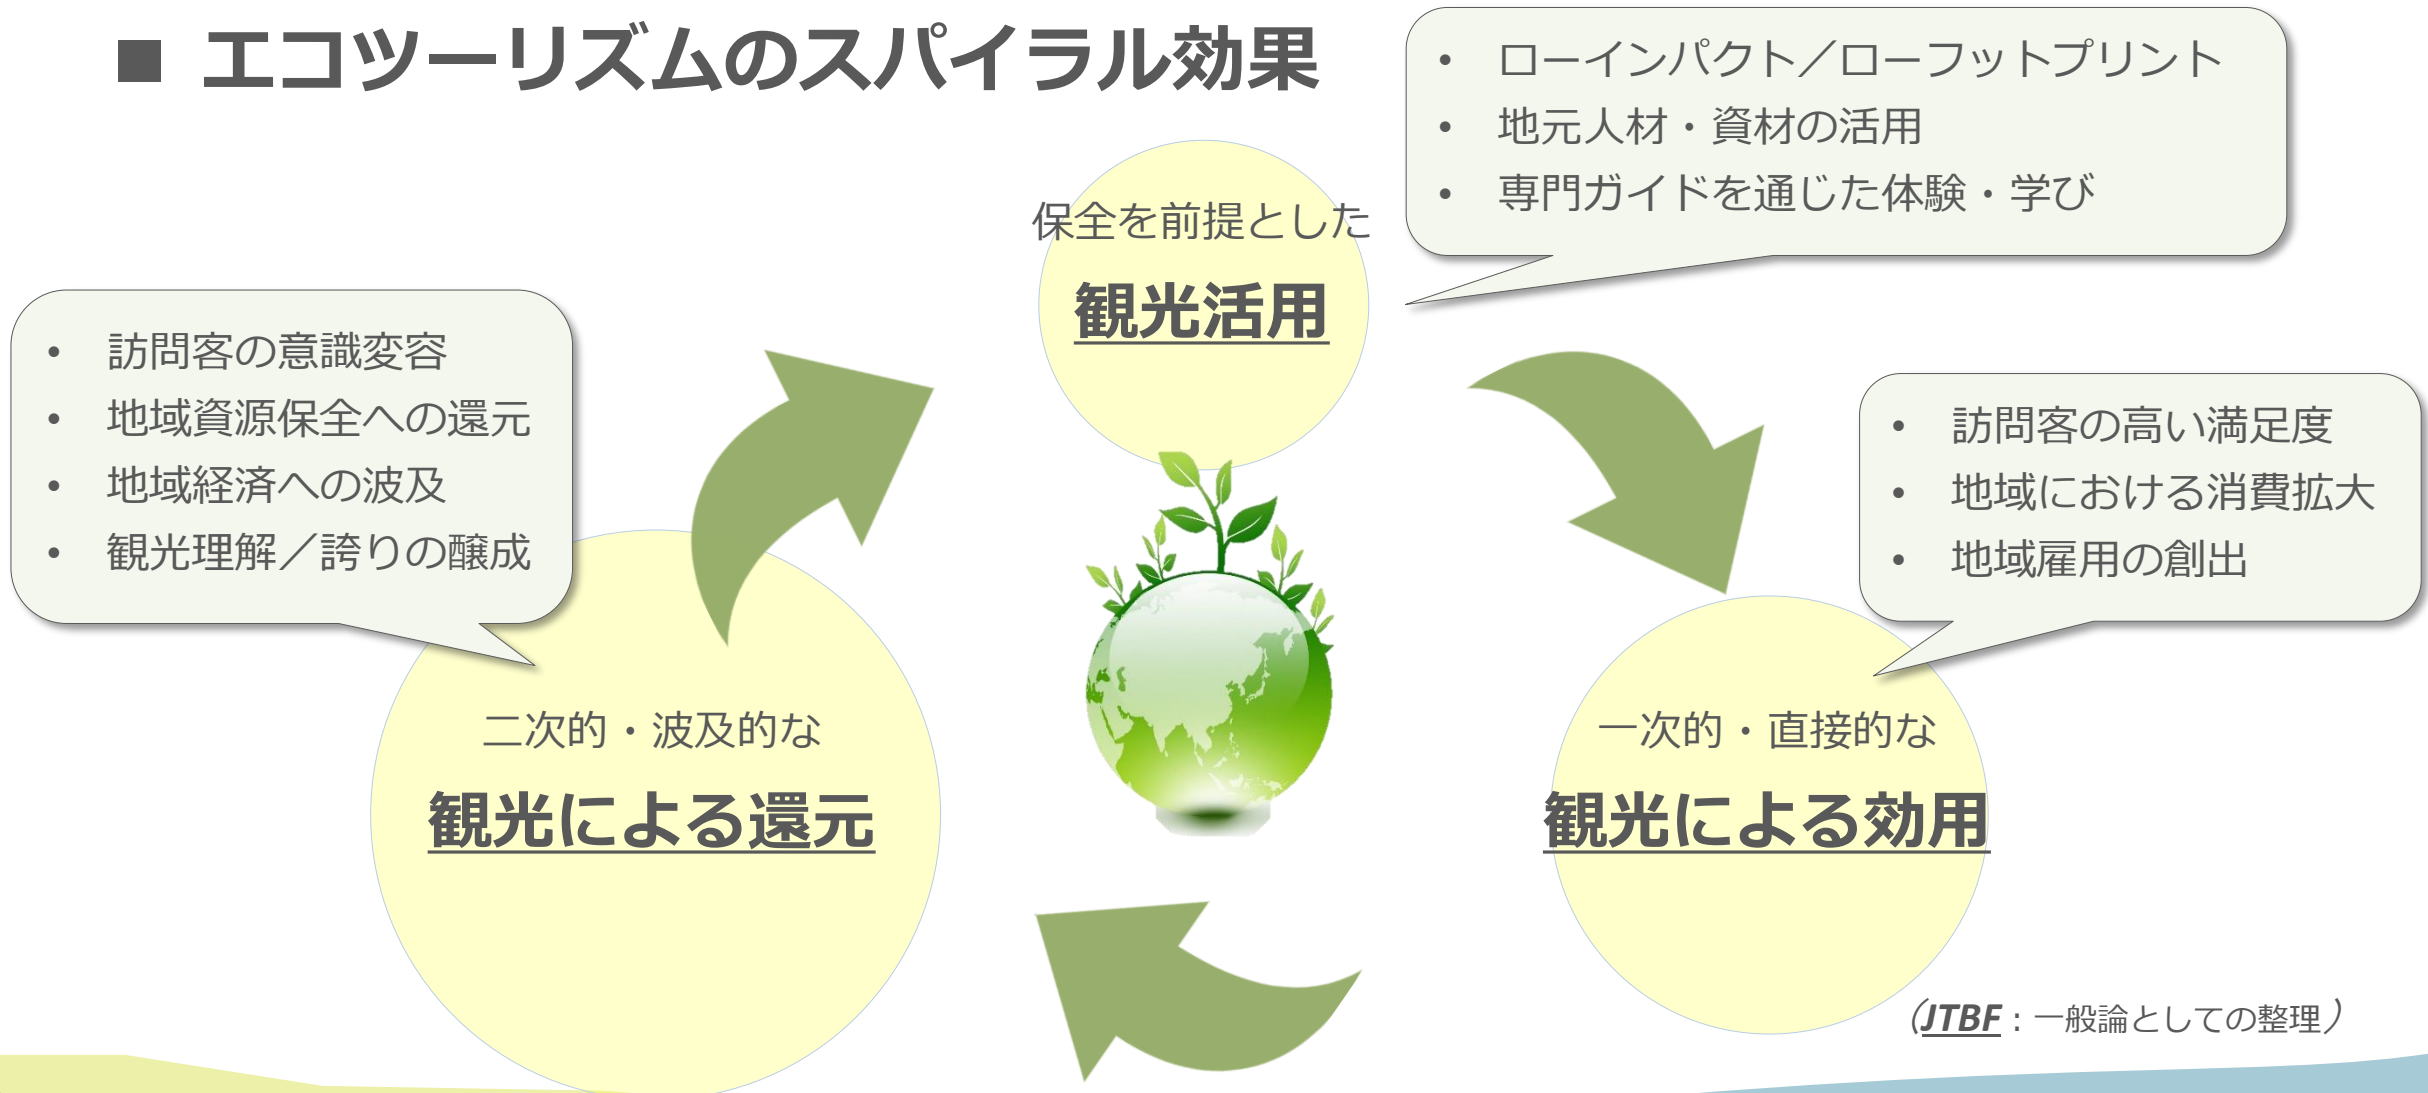 ■ エコツーリズムのスパイラル効果
• ローインパクト／ローフットプリント
• 地元人材・資材の活用
• 専門ガイドを通じた体験・学び
保全を前提とした
観光活用
• 訪問客の高い満足度
• 地域における消費拡大
• 地域雇用の創出
一次的・直接的な
観光による効用
• 訪問客の意識変容
• 地域資源保全への還元
• 地域経済への波及
• 観光理解／誇りの醸成
二次的・波及的な
観光による還元
（JTBF：一般論としての整理）